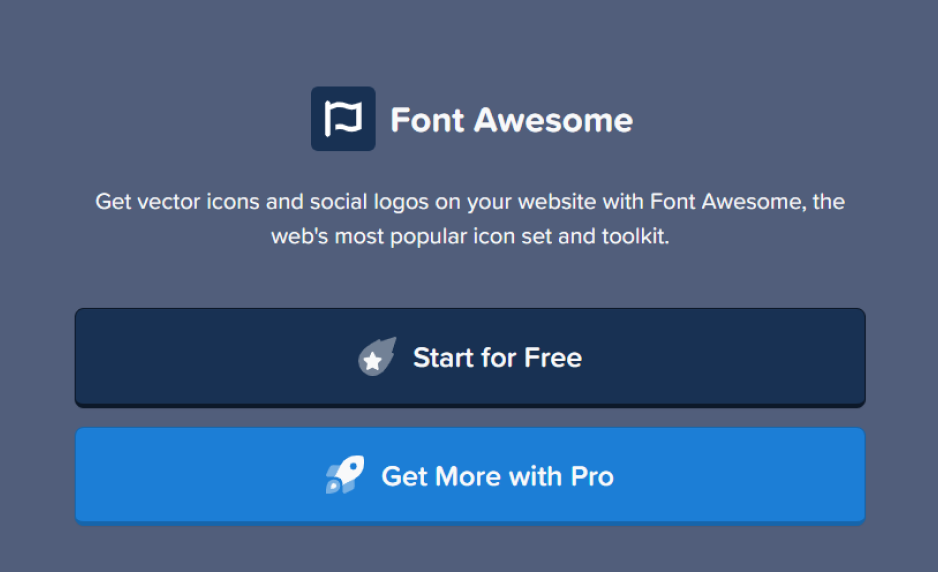 Font Awesome
Get vector icons and social logos on your website with Font Awesome, the
web's most popular icon set and toolkit.
Start for Free
Get More with Pro